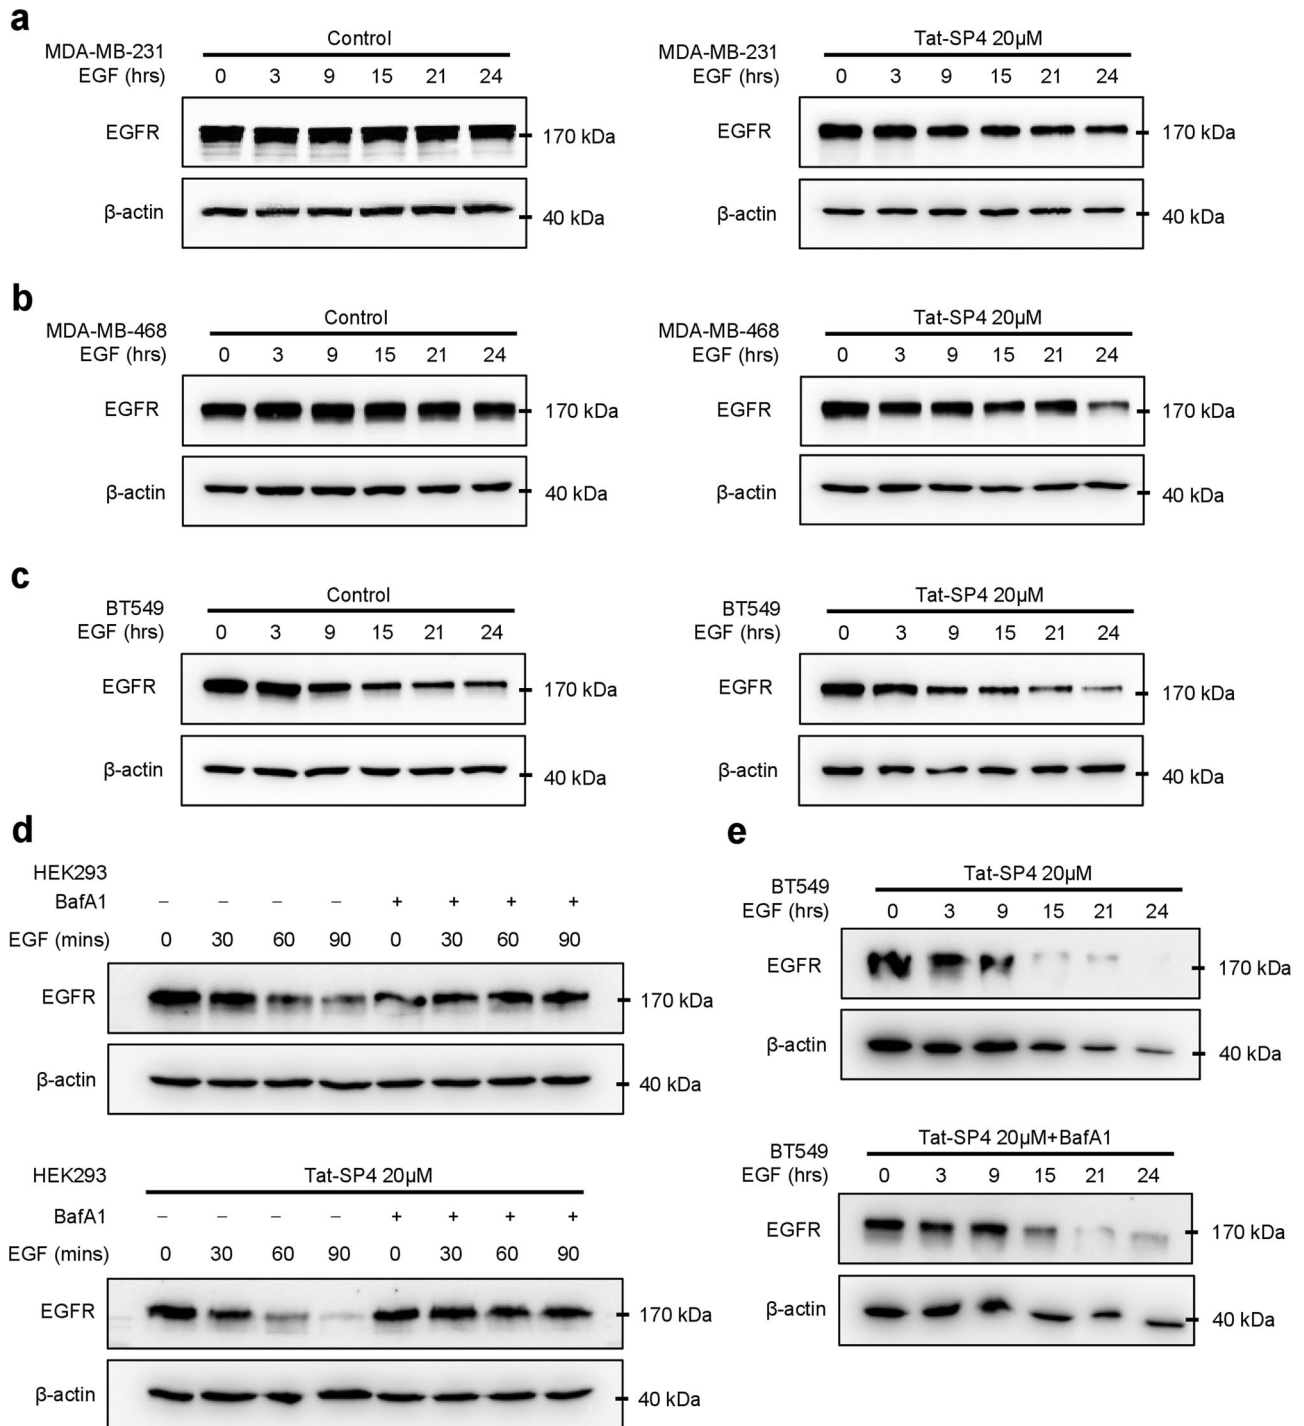 a
Control
MDA-MB-231
EGF (hrs) 0 3 9 15 21 24
EGFR 170 kDa
β-actin 40 kDa
Tat-SP4 20µM
MDA-MB-231
EGF (hrs) 0 3 9 15 21 24
EGFR 170 kDa
β-actin 40 kDa
b
Control
MDA-MB-468
EGF (hrs) 0 3 9 15 21 24
EGFR 170 kDa
β-actin 40 kDa
Tat-SP4 20µM
MDA-MB-468
EGF (hrs) 0 3 9 15 21 24
EGFR 170 kDa
β-actin 40 kDa
c
Control
BT549
EGF (hrs) 0 3 9 15 21 24
EGFR 170 kDa
β-actin 40 kDa
Tat-SP4 20µM
BT549
EGF (hrs) 0 3 9 15 21 24
EGFR 170 kDa
β-actin 40 kDa
d
HEK293
BafA1 – – – – + + + +
EGF (mins) 0 30 60 90 0 30 60 90
EGFR 170 kDa
β-actin 40 kDa
HEK293 Tat-SP4 20µM
BafA1 – – – – + + + +
EGF (mins) 0 30 60 90 0 30 60 90
EGFR 170 kDa
β-actin 40 kDa
e
Tat-SP4 20µM
BT549
EGF (hrs) 0 3 9 15 21 24
EGFR 170 kDa
β-actin 40 kDa
Tat-SP4 20µM+BafA1
BT549
EGF (hrs) 0 3 9 15 21 24
EGFR 170 kDa
β-actin 40 kDa